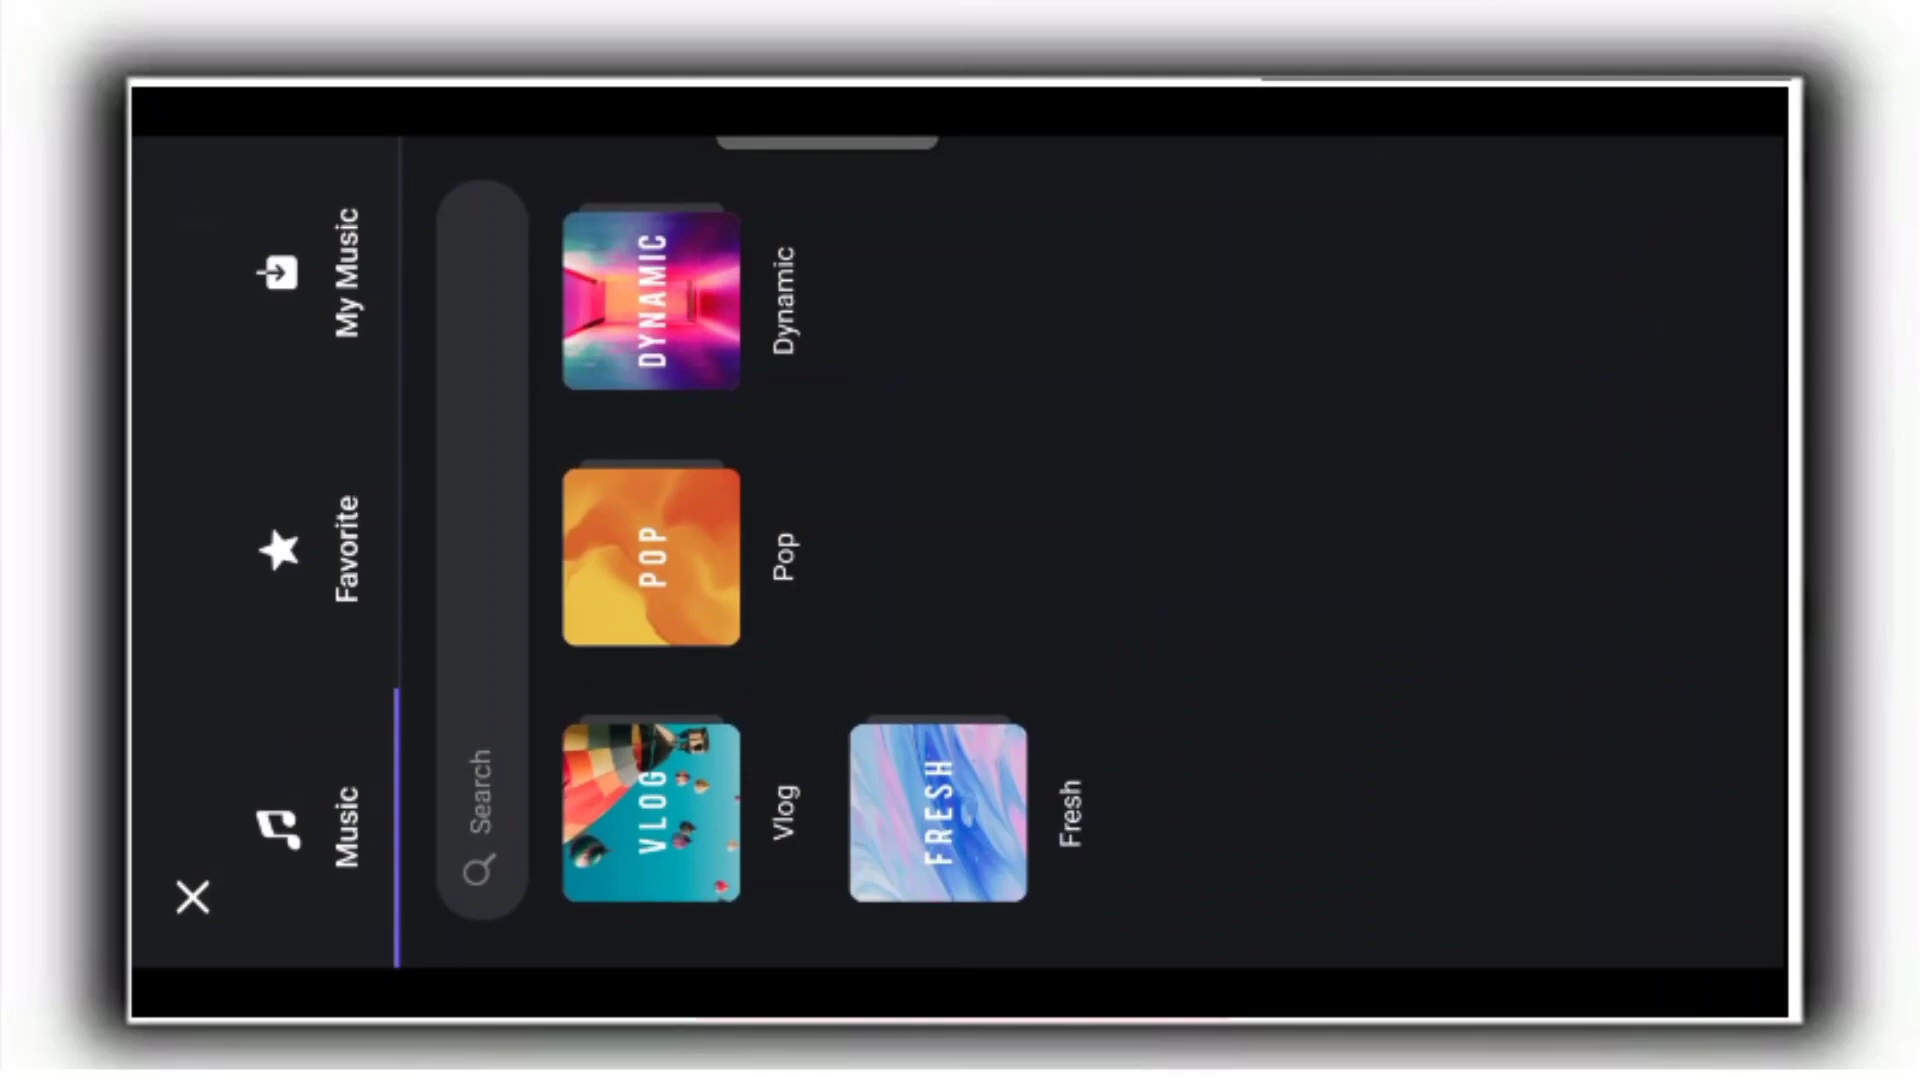 Music
Favorite
My Music
Search
VLOG
POP
DYNAMIC
Vlog
Pop
Dynamic
FRESH
Fresh